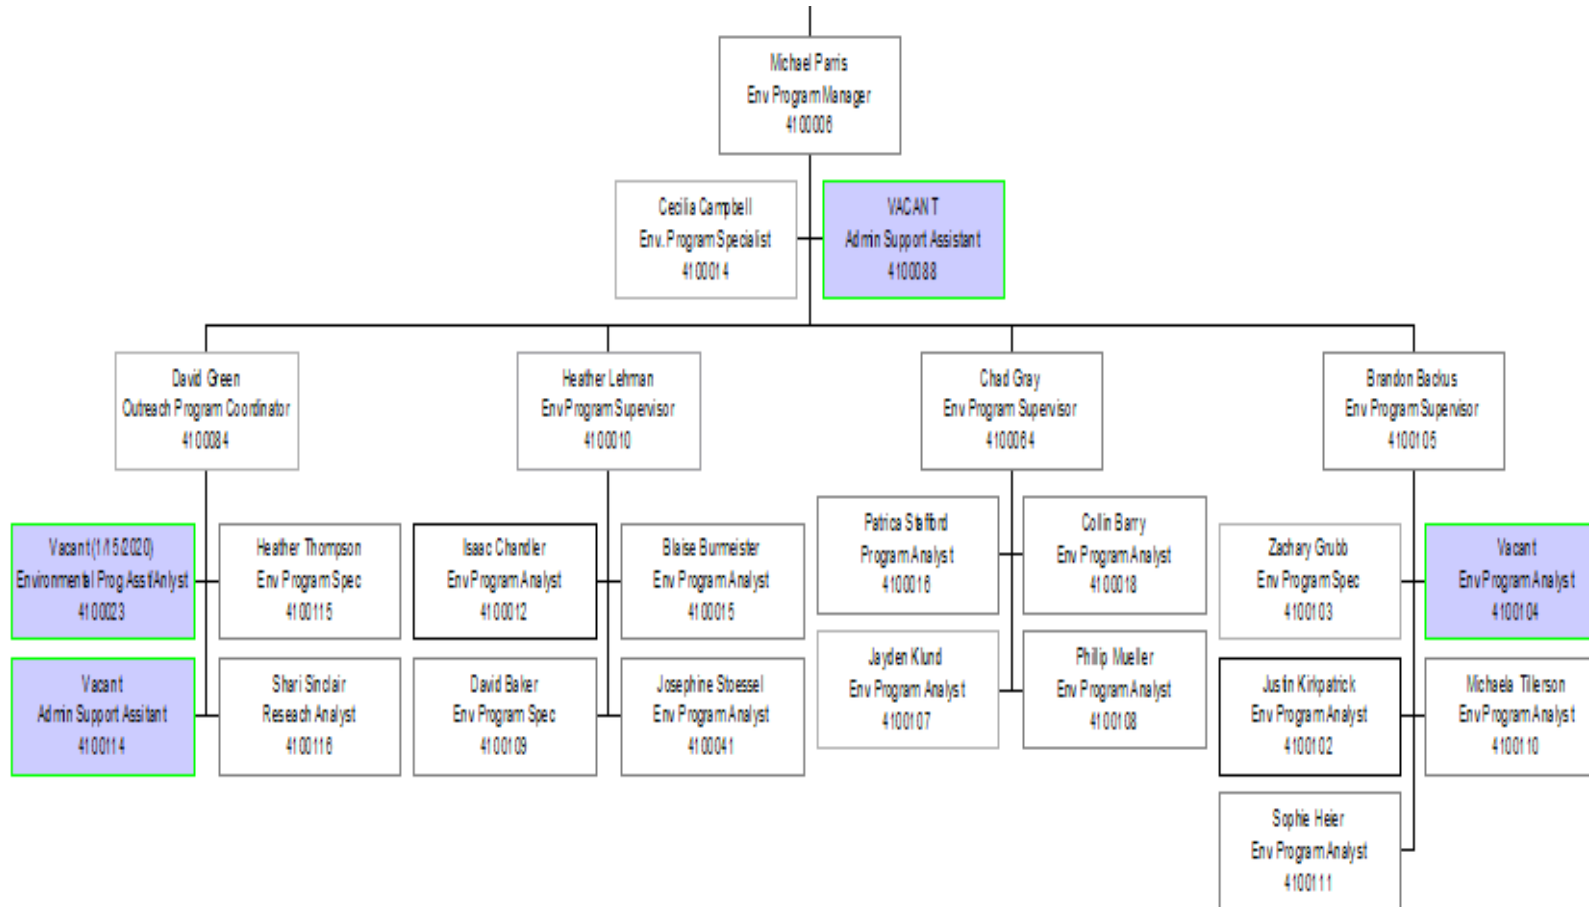 Michael Parris
Env Program Manager
4100006
Cecilia Campbell
Env. Program Specialist
4100014
VACANT
Admin Support Assistant
4100088
David Green
Outreach Program Coordinator
4100084
Heather Lehman
Env Program Supervisor
4100010
Chad Gray
Env Program Supervisor
4100064
Brandon Backus
Env Program Supervisor
4100105
Vacant (1/15/2020)
Environmental Prog Asst/Anlyst
4100023
Heather Thompson
Env Program Spec
4100115
Vacant
Admin Support Assitant
4100114
Shari Sinclair
Reseach Analyst
4100116
Isaac Chandler
Env Program Analyst
4100012
Blaise Burmeister
Env Program Analyst
4100015
David Baker
Env Program Spec
4100109
Josephine Stoessel
Env Program Analyst
4100041
Patrica Stafford
Program Analyst
4100016
Collin Barry
Env Program Analyst
4100018
Jayden Klund
Env Program Analyst
4100107
Phillip Mueller
Env Program Analyst
4100108
Zachary Grubb
Env Program Spec
4100103
Vacant
Env Program Analyst
4100104
Justin Kirkpatrick
Env Program Analyst
4100102
Michaela Tillerson
Env Program Analyst
4100110
Sophie Heier
Env Program Analyst
4100111